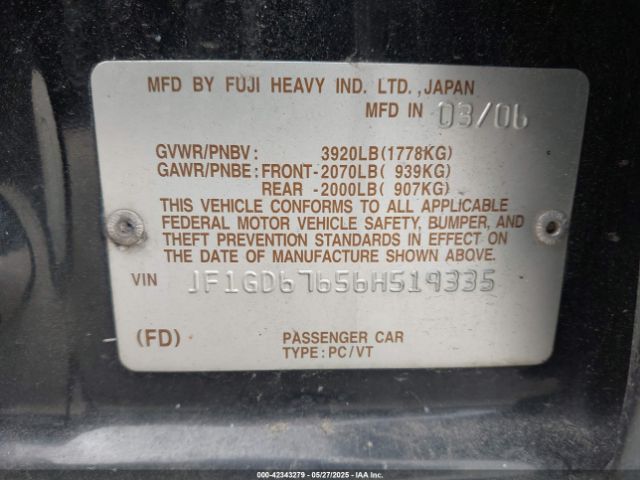 MFD BY FUJI HEAVY IND. LTD., JAPAN
MFD IN 03/06
GVWR/PNBV: 3920LB(1778KG)
GAWR/PNBE: FRONT-2070LB( 939KG)
REAR -2000LB( 907KG)
THIS VEHICLE CONFORMS TO ALL APPLICABLE
FEDERAL MOTOR VEHICLE SAFETY, BUMPER, AND
THEFT PREVENTION STANDARDS IN EFFECT ON
THE DATE OF MANUFACTURE SHOWN ABOVE.
VIN JF1GD67656H519335
(FD) PASSENGER CAR
TYPE: PC/VT
000-42343279 - 05/27/2025 - IAA Inc.